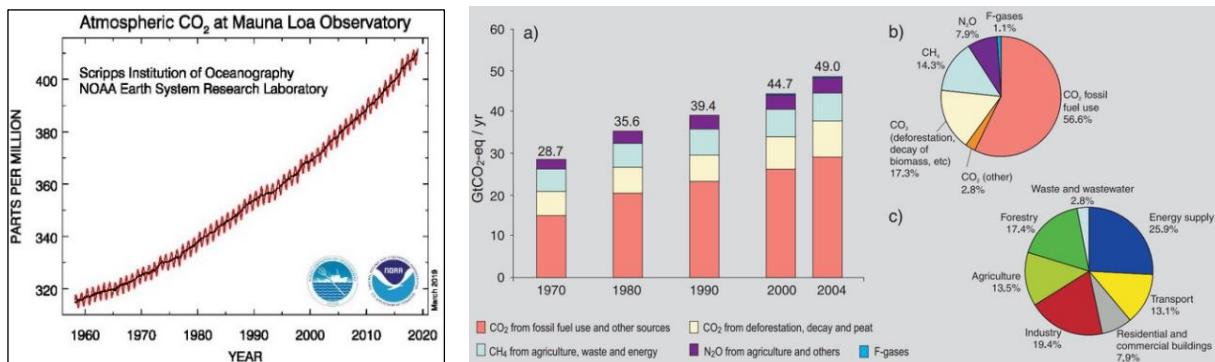 Atmospheric CO₂ at Mauna Loa Observatory
Scripps Institution of Oceanography
NOAA Earth System Research Laboratory
PARTS PER MILLION
400
380
360
340
320
1960
1970
1980
1990
2000
2010
2020
YEAR
NOAA
March 2019
a)
GtCO₂-eq / yr
60
50
40
30
20
10
0
28.7
35.6
39.4
44.7
49.0
1970
1980
1990
2000
2004
CO₂ from fossil fuel use and other sources
CO₂ from deforestation, decay and peat
CH₄ from agriculture, waste and energy
N₂O from agriculture and others
F-gases
b)
F-gases
1.1%
N₂O
7.9%
CH₄
14.3%
CO₂ fossil
fuel use
56.6%
CO₂
(deforestation,
decay of
biomass, etc)
17.3%
CO₂ (other)
2.8%
c)
Waste and wastewater
2.8%
Forestry
17.4%
Energy supply
25.9%
Agriculture
13.5%
Transport
13.1%
Industry
19.4%
Residential and
commercial buildings
7.9%